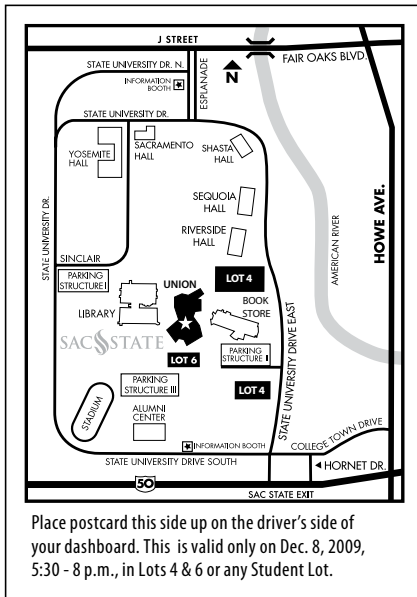 J STREET
FAIR OAKS BLVD.
STATE UNIVERSITY DR. N.
INFORMATION
BOOTH
ESPLANADE
N
STATE UNIVERSITY DR.
SACRAMENTO
HALL
YOSEMITE
HALL
SHASTA
HALL
SEQUOIA
HALL
RIVERSIDE
HALL
STATE UNIVERSITY DR.
AMERICAN RIVER
HOWE AVE.
SINCLAIR
PARKING
STRUCTURE I
UNION
LOT 4
LIBRARY
BOOK
STORE
SAC STATE
LOT 6
PARKING
STRUCTURE I
STATE UNIVERSITY DRIVE EAST
PARKING
STRUCTURE III
LOT 4
STADIUM
ALUMNI
CENTER
INFORMATION BOOTH
COLLEGE TOWN DRIVE
STATE UNIVERSITY DRIVE SOUTH
HORNET DR.
50
SAC STATE EXIT
Place postcard this side up on the driver's side of
your dashboard. This is valid only on Dec. 8, 2009,
5:30 - 8 p.m., in Lots 4 & 6 or any Student Lot.